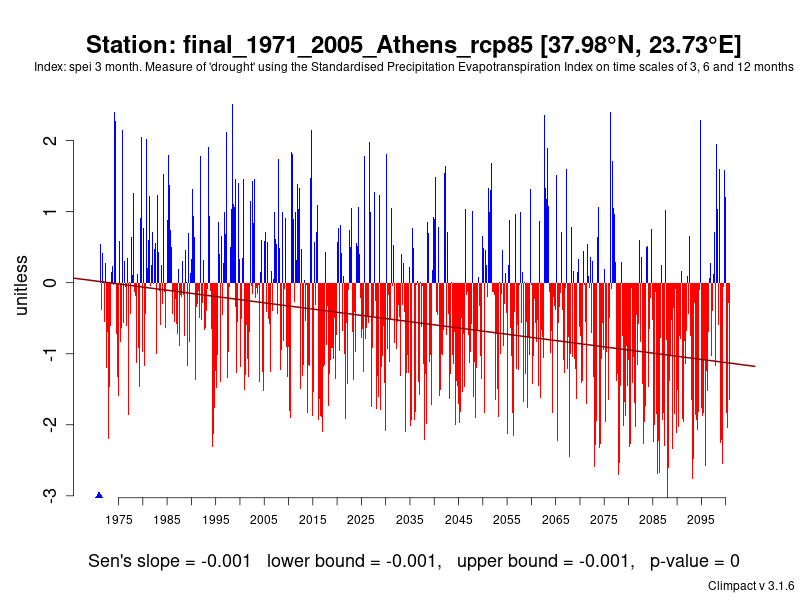 Station: final_1971_2005_Athens_rcp85 [37.98°N, 23.73°E]
Index: spei 3 month. Measure of 'drought' using the Standardised Precipitation Evapotranspiration Index on time scales of 3, 6 and 12 months
unitless
2
1
0
-1
-2
-3
1975 1985 1995 2005 2015 2025 2035 2045 2055 2065 2075 2085 2095
Sen's slope = -0.001 lower bound = -0.001, upper bound = -0.001, p-value = 0
Climpact v 3.1.6